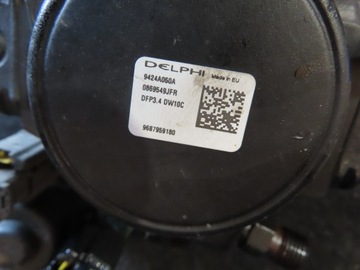 DELPHI Made in EU
9424A060A
0869549JFR
DFP3.4 DW10C
9687959180